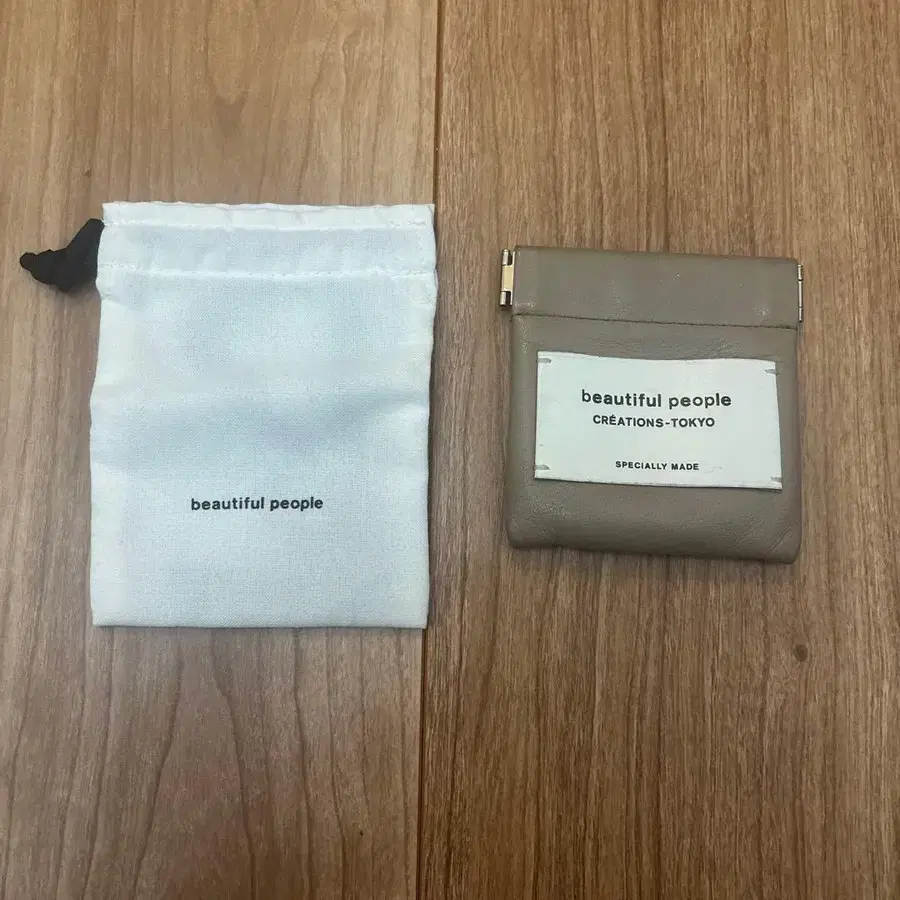 beautiful people
beautiful people
CRÉATIONS-TOKYO
SPECIALLY MADE